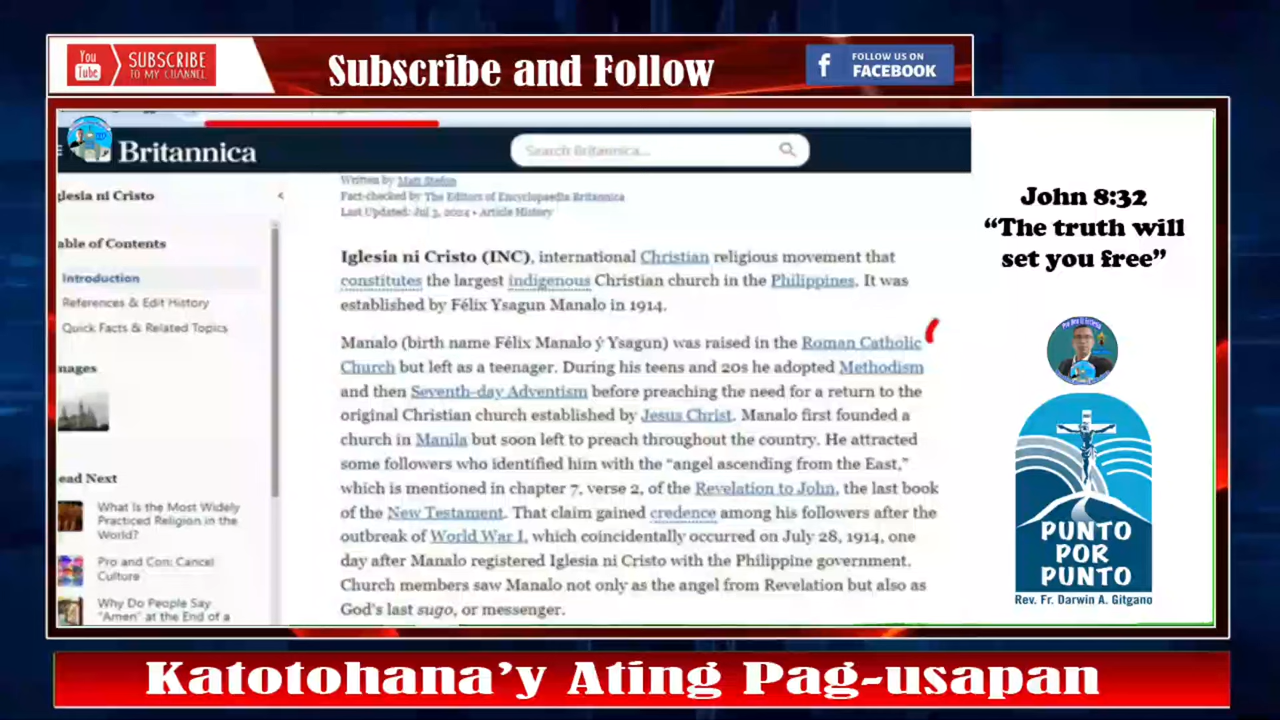 You
Tube
SUBSCRIBE
TO MY CHANNEL
Subscribe and Follow
f
FOLLOW US ON
FACEBOOK
Britannica
Search Britannica...
glesia ni Cristo
able of Contents
Introduction
References & Edit History
Quick Facts & Related Topics
mages
ead Next
What Is the Most Widely
Practiced Religion in the
World?
Pro and Con: Cancel
Culture
Why Do People Say
"Amen" at the End of a
Written by Matt Stefon
Fact-checked by The Editors of Encyclopaedia Britannica
Last Updated: Jul 3, 2024 • Article History
Iglesia ni Cristo (INC), international Christian religious movement that
constitutes the largest indigenous Christian church in the Philippines. It was
established by Félix Ysagun Manalo in 1914.
Manalo (birth name Félix Manalo ý Ysagun) was raised in the Roman Catholic
Church but left as a teenager. During his teens and 20s he adopted Methodism
and then Seventh-day Adventism before preaching the need for a return to the
original Christian church established by Jesus Christ. Manalo first founded a
church in Manila but soon left to preach throughout the country. He attracted
some followers who identified him with the “angel ascending from the East,”
which is mentioned in chapter 7, verse 2, of the Revelation to John, the last book
of the New Testament. That claim gained credence among his followers after the
outbreak of World War I, which coincidentally occurred on July 28, 1914, one
day after Manalo registered Iglesia ni Cristo with the Philippine government.
Church members saw Manalo not only as the angel from Revelation but also as
God’s last sugo, or messenger.
John 8:32
“The truth will
set you free”
PUNTO
POR
PUNTO
Rev. Fr. Darwin A. Gitgano
Katotohana’y Ating Pag-usapan